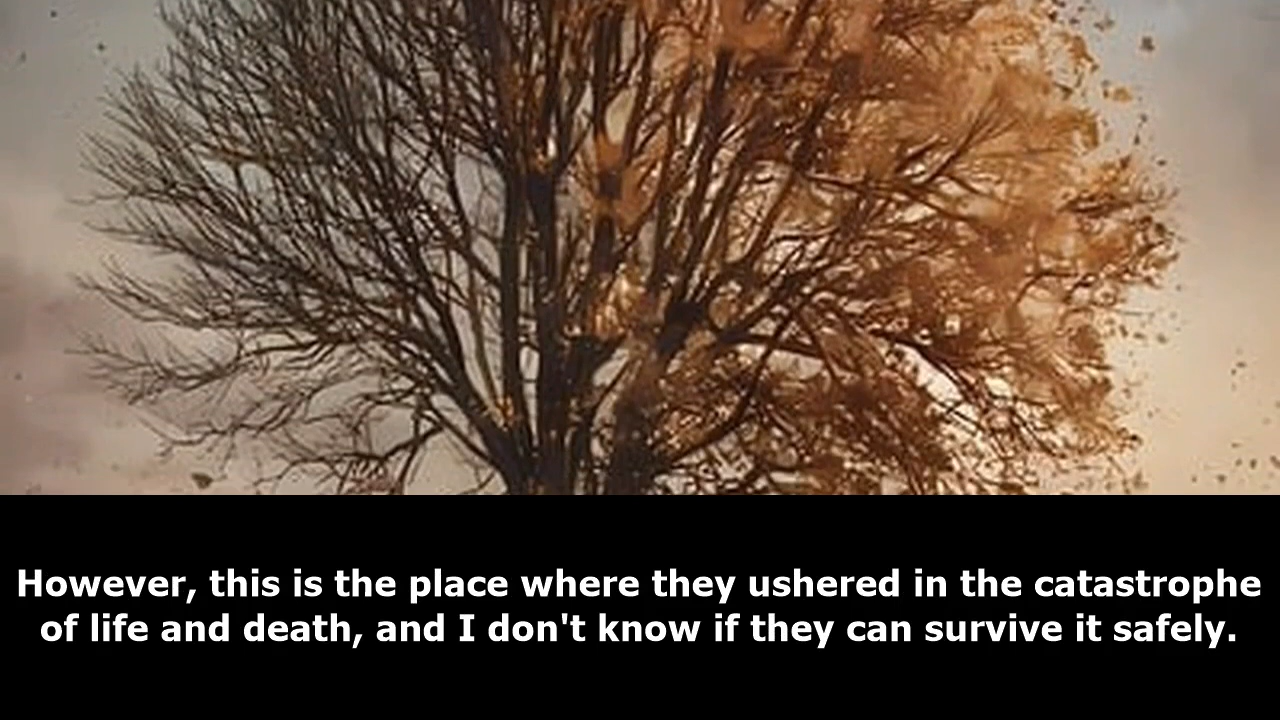 However, this is the place where they ushered in the catastrophe
of life and death, and I don't know if they can survive it safely.